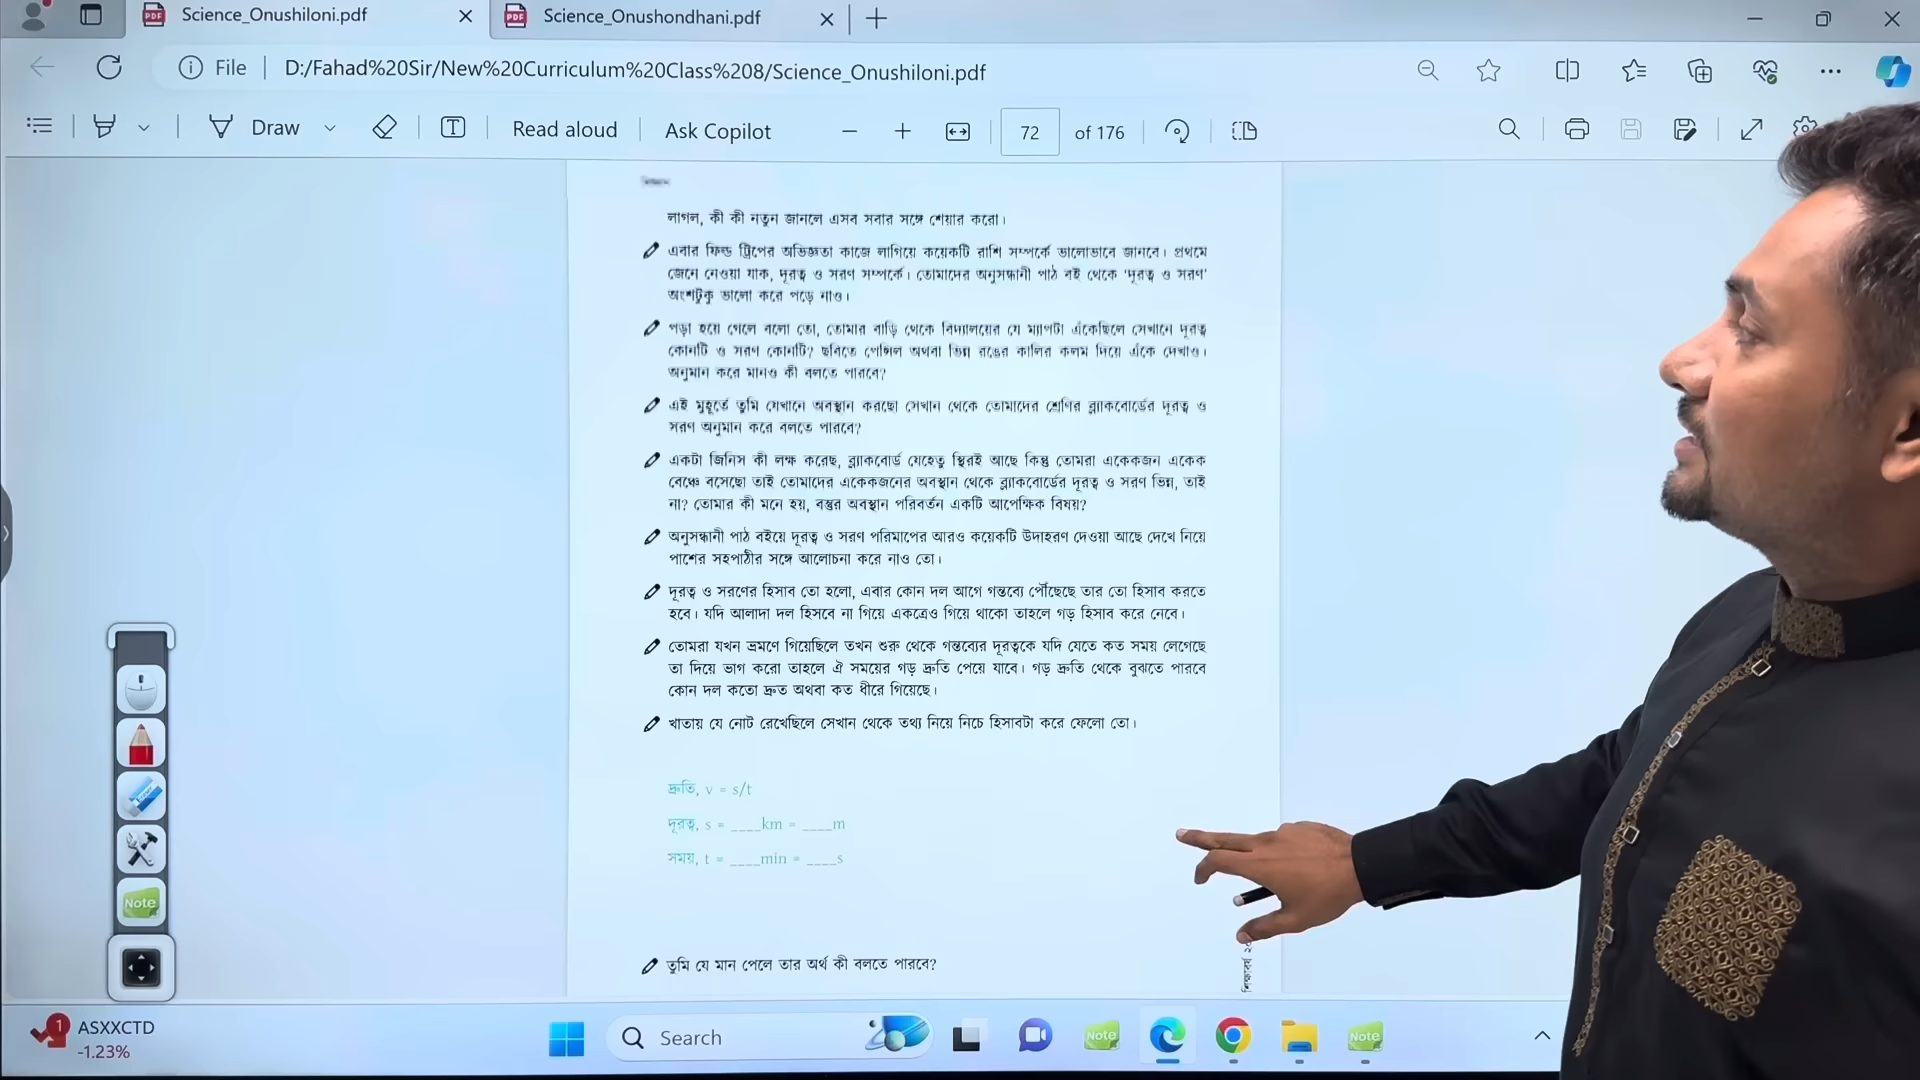 Science_Onushiloni.pdf
Science_Onushondhani.pdf
File
D:/Fahad%20Sir/New%20Curriculum%20Class%208/Science_Onushiloni.pdf
Draw
Read aloud
Ask Copilot
72
of 176
লাগল, কী কী নতুন জানলে এসব সবার সঙ্গে শেয়ার করো।
এবার ফিল্ড ট্রিপের অভিজ্ঞতা কাজে লাগিয়ে কয়েকটি রাশি সম্পর্কে ভালোভাবে জানবে। প্রথমে
জেনে নেওয়া যাক, দূরত্ব ও সরণ সম্পর্কে। তোমাদের অনুসন্ধানী পাঠ বই থেকে ‘দূরত্ব ও সরণ’
অংশটুকু ভালো করে পড়ে নাও।
পড়া হয়ে গেলে বলো তো, তোমার বাড়ি থেকে বিদ্যালয়ের যে ম্যাপটা এঁকেছিলে সেখানে দূরত্ব
কোনটি ও সরণ কোনটি? ছবিতে পেন্সিল অথবা ভিন্ন রঙের কালির কলম দিয়ে এঁকে দেখাও।
অনুমান করে মানও কী বলতে পারবে?
এই মুহূর্তে তুমি যেখানে অবস্থান করছো সেখান থেকে তোমাদের শ্রেণির ব্ল্যাকবোর্ডের দূরত্ব ও
সরণ অনুমান করে বলতে পারবে?
একটা জিনিস কী লক্ষ করেছ, ব্ল্যাকবোর্ড যেহেতু স্থিরই আছে কিন্তু তোমরা একেকজন একেক
বেঞ্চে বসেছো তাই তোমাদের একেকজনের অবস্থান থেকে ব্ল্যাকবোর্ডের দূরত্ব ও সরণ ভিন্ন, তাই
না? তোমার কী মনে হয়, বস্তুর অবস্থান পরিবর্তন একটি আপেক্ষিক বিষয়?
অনুসন্ধানী পাঠ বইয়ে দূরত্ব ও সরণ পরিমাপের আরও কয়েকটি উদাহরণ দেওয়া আছে দেখে নিয়ে
পাশের সহপাঠীর সঙ্গে আলোচনা করে নাও তো।
দূরত্ব ও সরণের হিসাব তো হলো, এবার কোন দল আগে গন্তব্যে পৌঁছেছে তার তো হিসাব করতে
হবে। যদি আলাদা দল হিসবে না গিয়ে একত্রেও গিয়ে থাকো তাহলে গড় হিসাব করে নেবে।
তোমরা যখন ভ্রমণে গিয়েছিলে তখন শুরু থেকে গন্তব্যের দূরত্বকে যদি যেতে কত সময় লেগেছে
তা দিয়ে ভাগ করো তাহলে ঐ সময়ের গড় দ্রুতি পেয়ে যাবে। গড় দ্রুতি থেকে বুঝতে পারবে
কোন দল কতো দ্রুত অথবা কত ধীরে গিয়েছে।
খাতায় যে নোট রেখেছিলে সেখান থেকে তথ্য নিয়ে নিচে হিসাবটা করে ফেলো তো।
দ্রুতি, v = s/t
দূরত্ব, s = ____km = ____m
সময়, t = ____min = ____s
তুমি যে মান পেলে তার অর্থ কী বলতে পারবে?
শিক্ষাবর্ষ
Note
1
ASXXCTD
-1.23%
Search
Note
Note